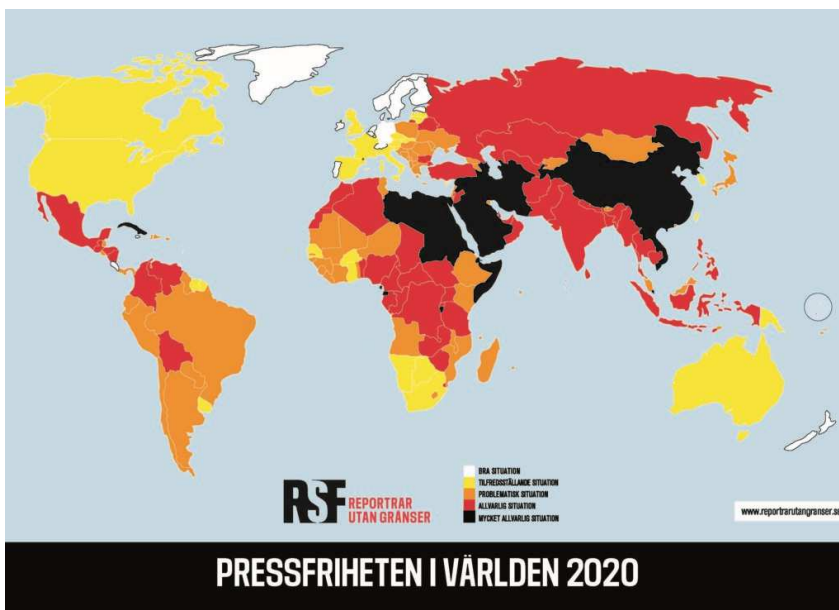 BRA SITUATION
TILFREDSSTÄLLANDE SITUATION
PROBLEMATISK SITUATION
ALLVARLIG SITUATION
MYCKET ALLVARLIG SITUATION
RSF REPORTRAR
UTAN GRÄNSER
www.reportrarutangranser.se
PRESSFRIHETEN I VÄRLDEN 2020